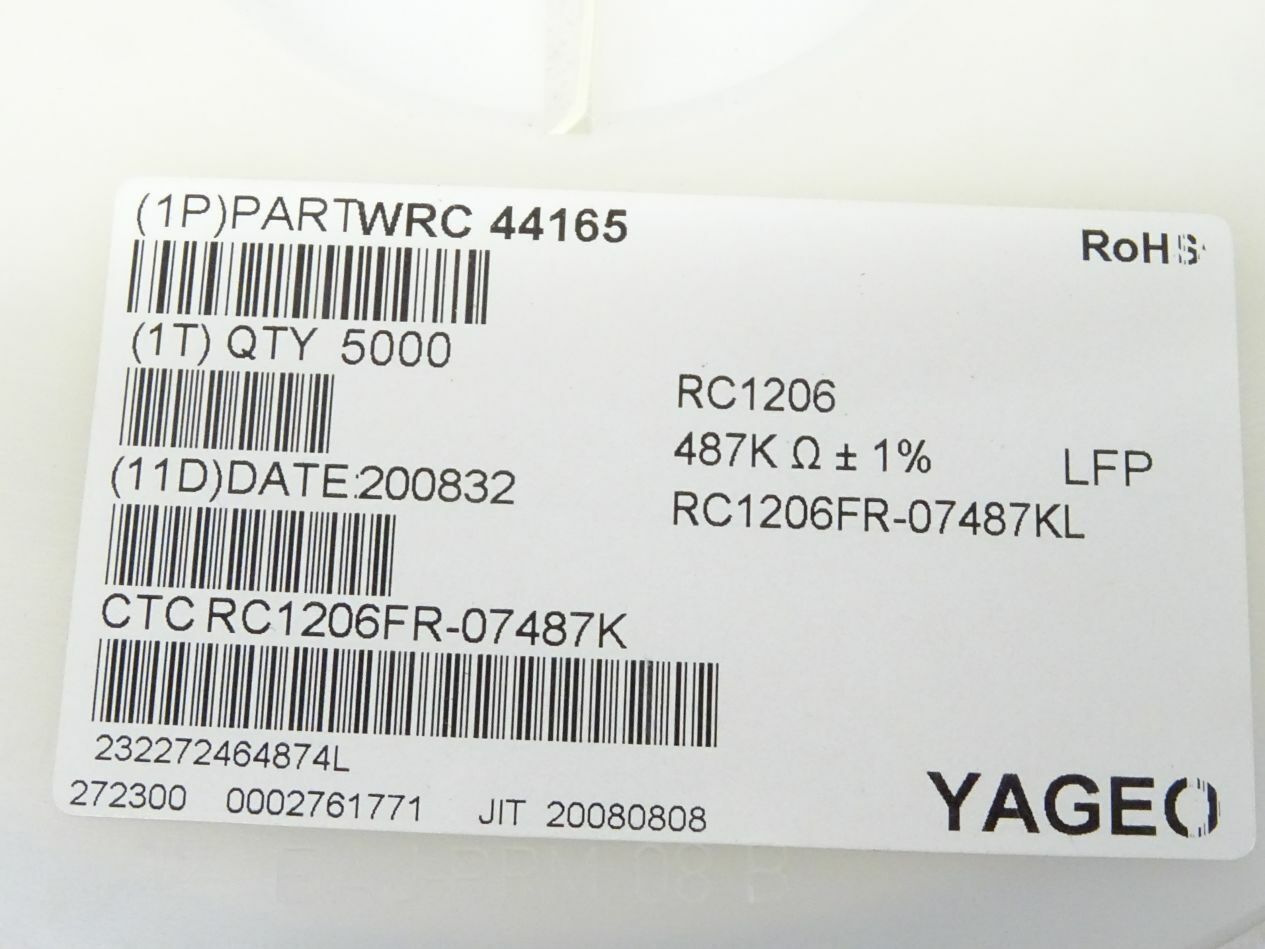 (1P)PARTWRC 44165
RoHS
(1T) QTY 5000
RC1206
487K Ω ± 1%
LFP
(11D)DATE:200832
RC1206FR-07487KL
CTC RC1206FR-07487K
232272464874L
272300 0002761771 JIT 20080808
YAGEO